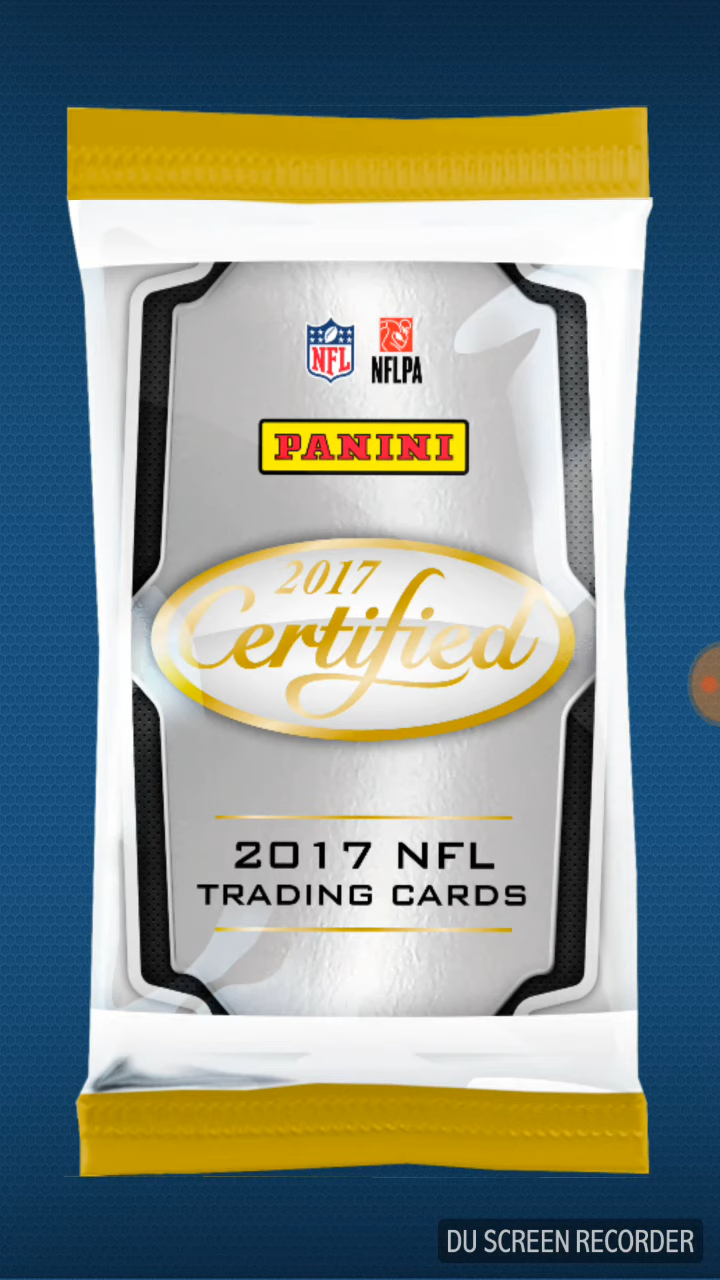 NFL
NFLPA
PANINI
2017
Certified
2017 NFL
TRADING CARDS
DU SCREEN RECORDER